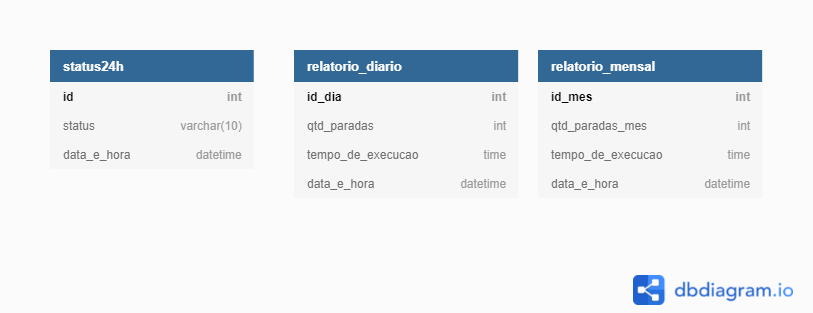 status24h
id int
status varchar(10)
data_e_hora datetime
relatorio_diario
id_dia int
qtd_paradas int
tempo_de_execucao time
data_e_hora datetime
relatorio_mensal
id_mes int
qtd_paradas_mes int
tempo_de_execucao time
data_e_hora datetime
dbdiagram.io